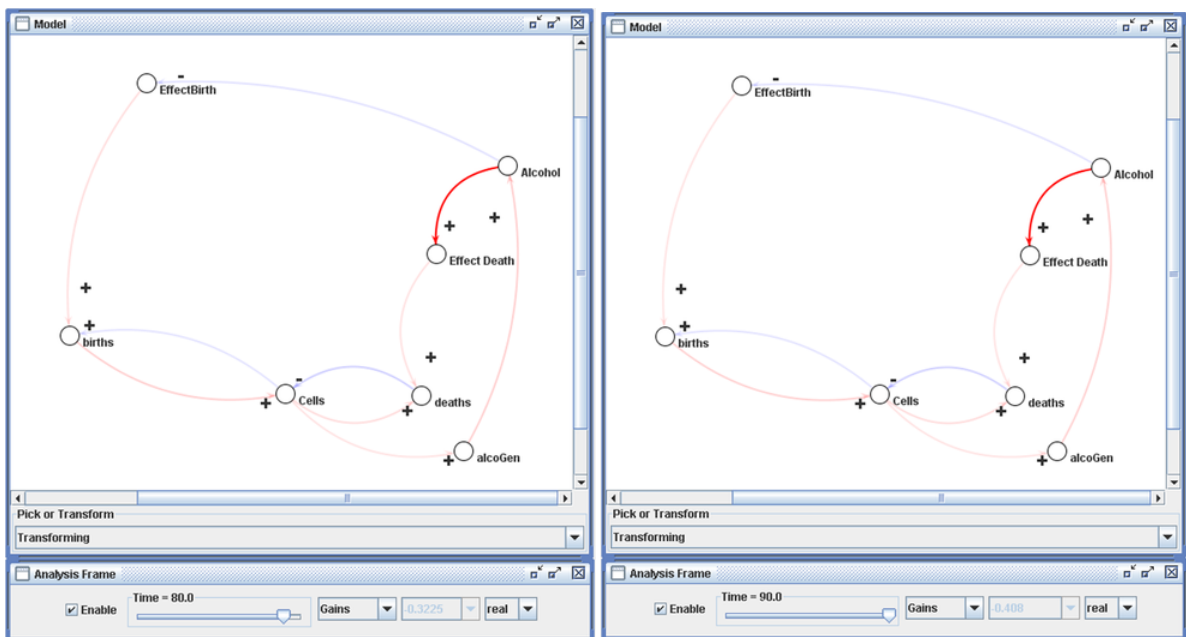 Model
-
EffectBirth
Alcohol
+
+
Effect Death
+
+
births
+
-
Cells
+
deaths
+
+
alcoGen
Pick or Transform
Transforming
Analysis Frame
Enable
Time = 80.0
Gains
-0.3225
real
Model
-
EffectBirth
Alcohol
+
+
Effect Death
+
+
births
+
-
Cells
+
deaths
+
+
alcoGen
Pick or Transform
Transforming
Analysis Frame
Enable
Time = 90.0
Gains
-0.408
real